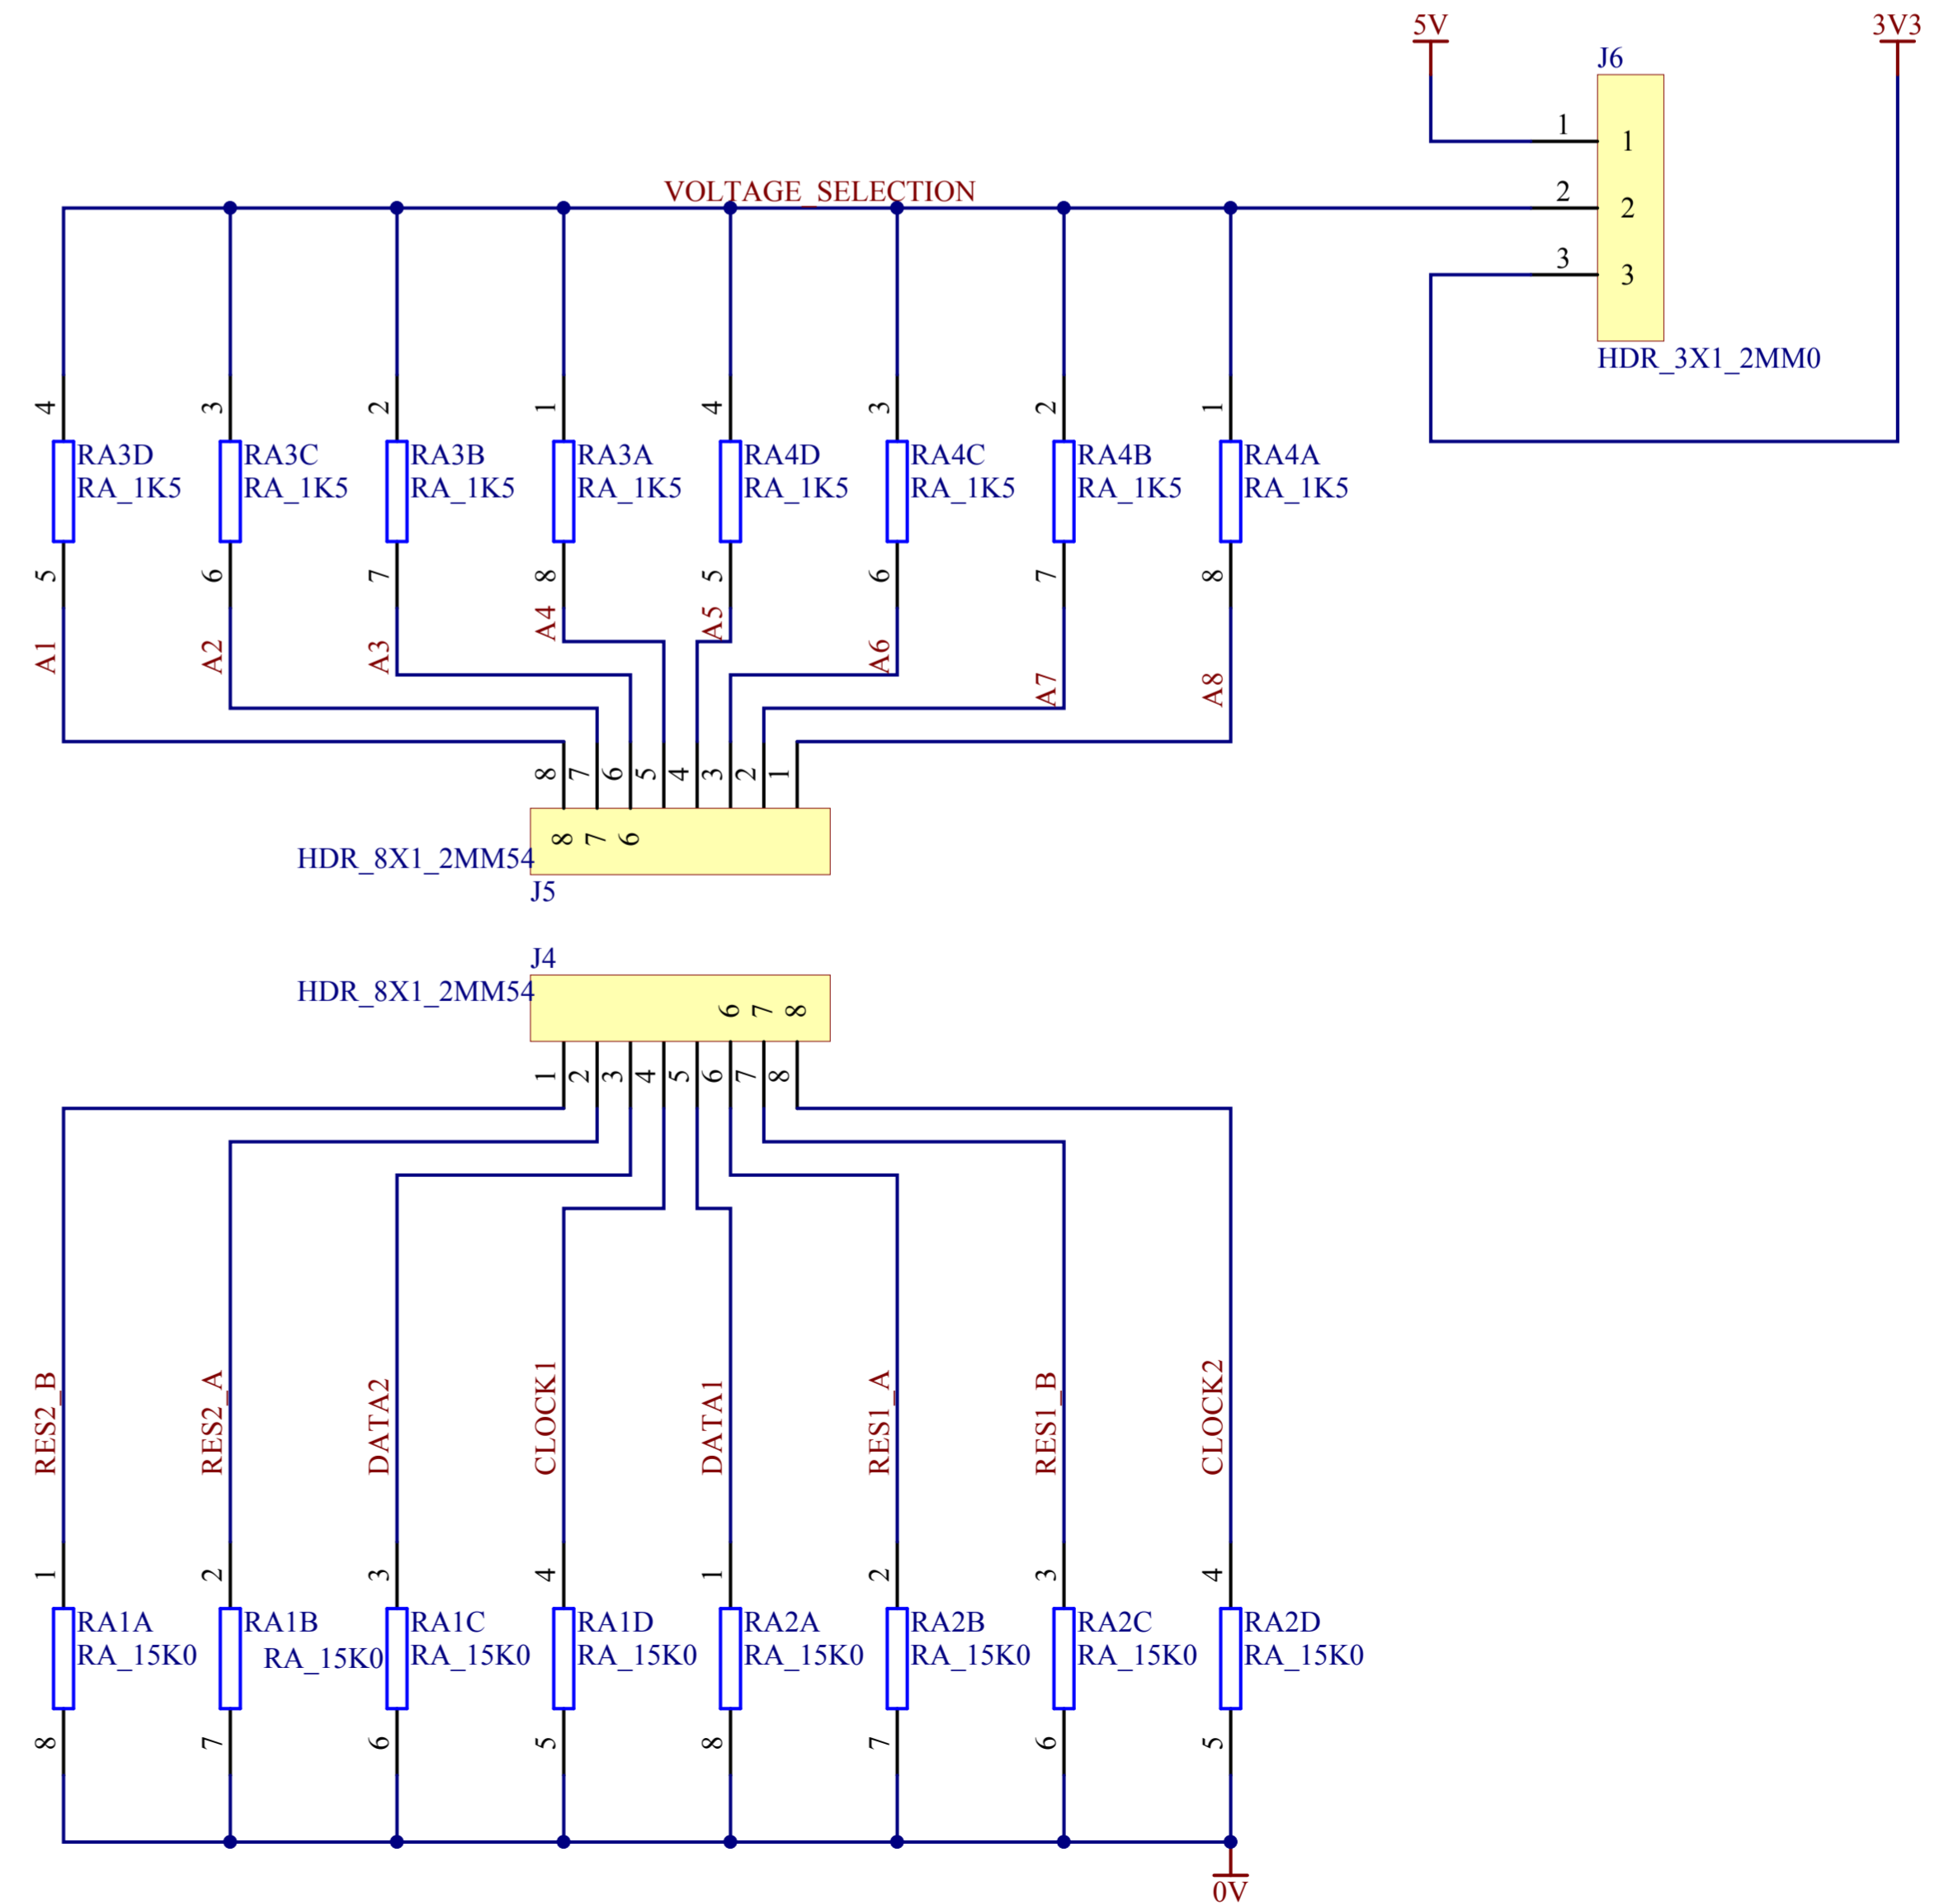 5V
3V3
J6
1 1
VOLTAGE_SELECTION
2 2
3 3
HDR_3X1_2MM0
4 3 2 1 4 3 2 1
RA3D RA3C RA3B RA3A RA4D RA4C RA4B RA4A
RA_1K5 RA_1K5 RA_1K5 RA_1K5 RA_1K5 RA_1K5 RA_1K5 RA_1K5
5 6 7 8 5 6 7 8
A1 A2 A3 A4 A5 A6 A7 A8
8 7 6 5 4 3 2 1
8 7 6
HDR_8X1_2MM54
J5
J4
HDR_8X1_2MM54
6 7 8
1 2 3 4 5 6 7 8
RES2_B RES2_A DATA2 CLOCK1 DATA1 RES1_A RES1_B CLOCK2
1 2 3 4 1 2 3 4
RA1A RA1B RA1C RA1D RA2A RA2B RA2C RA2D
RA_15K0 RA_15K0 RA_15K0 RA_15K0 RA_15K0 RA_15K0 RA_15K0 RA_15K0
8 7 6 5 8 7 6 5
0V